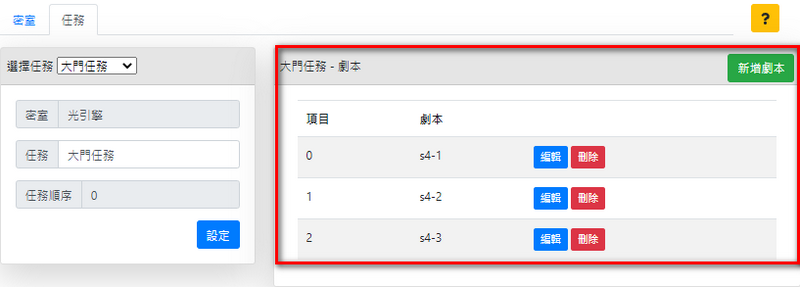 密室 任務 ?
選擇任務 大門任務
密室 光引擎
任務 大門任務
任務順序 0
設定
大門任務 - 劇本 新增劇本
項目 劇本
0 s4-1 編輯 刪除
1 s4-2 編輯 刪除
2 s4-3 編輯 刪除